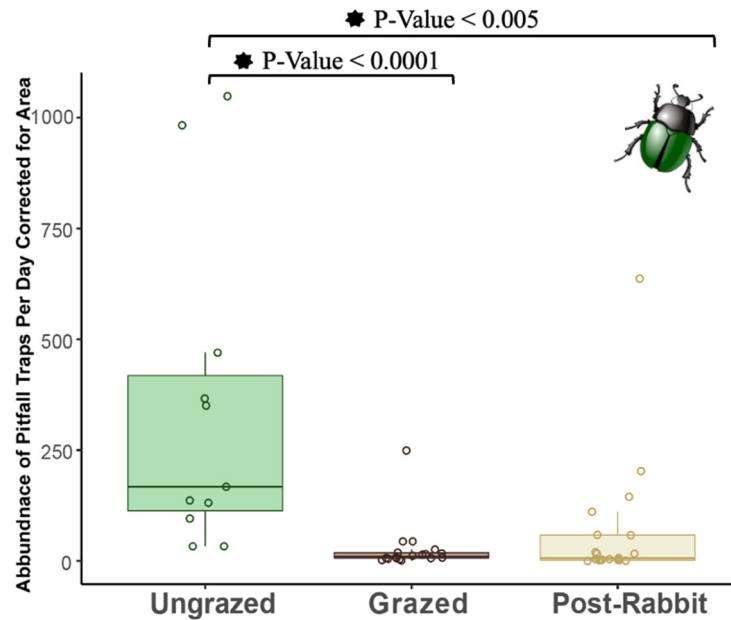 P-Value < 0.005
P-Value < 0.0001
Abbundnace of Pitfall Traps Per Day Corrected for Area
1000
750
500
250
0
Ungrazed Grazed Post-Rabbit